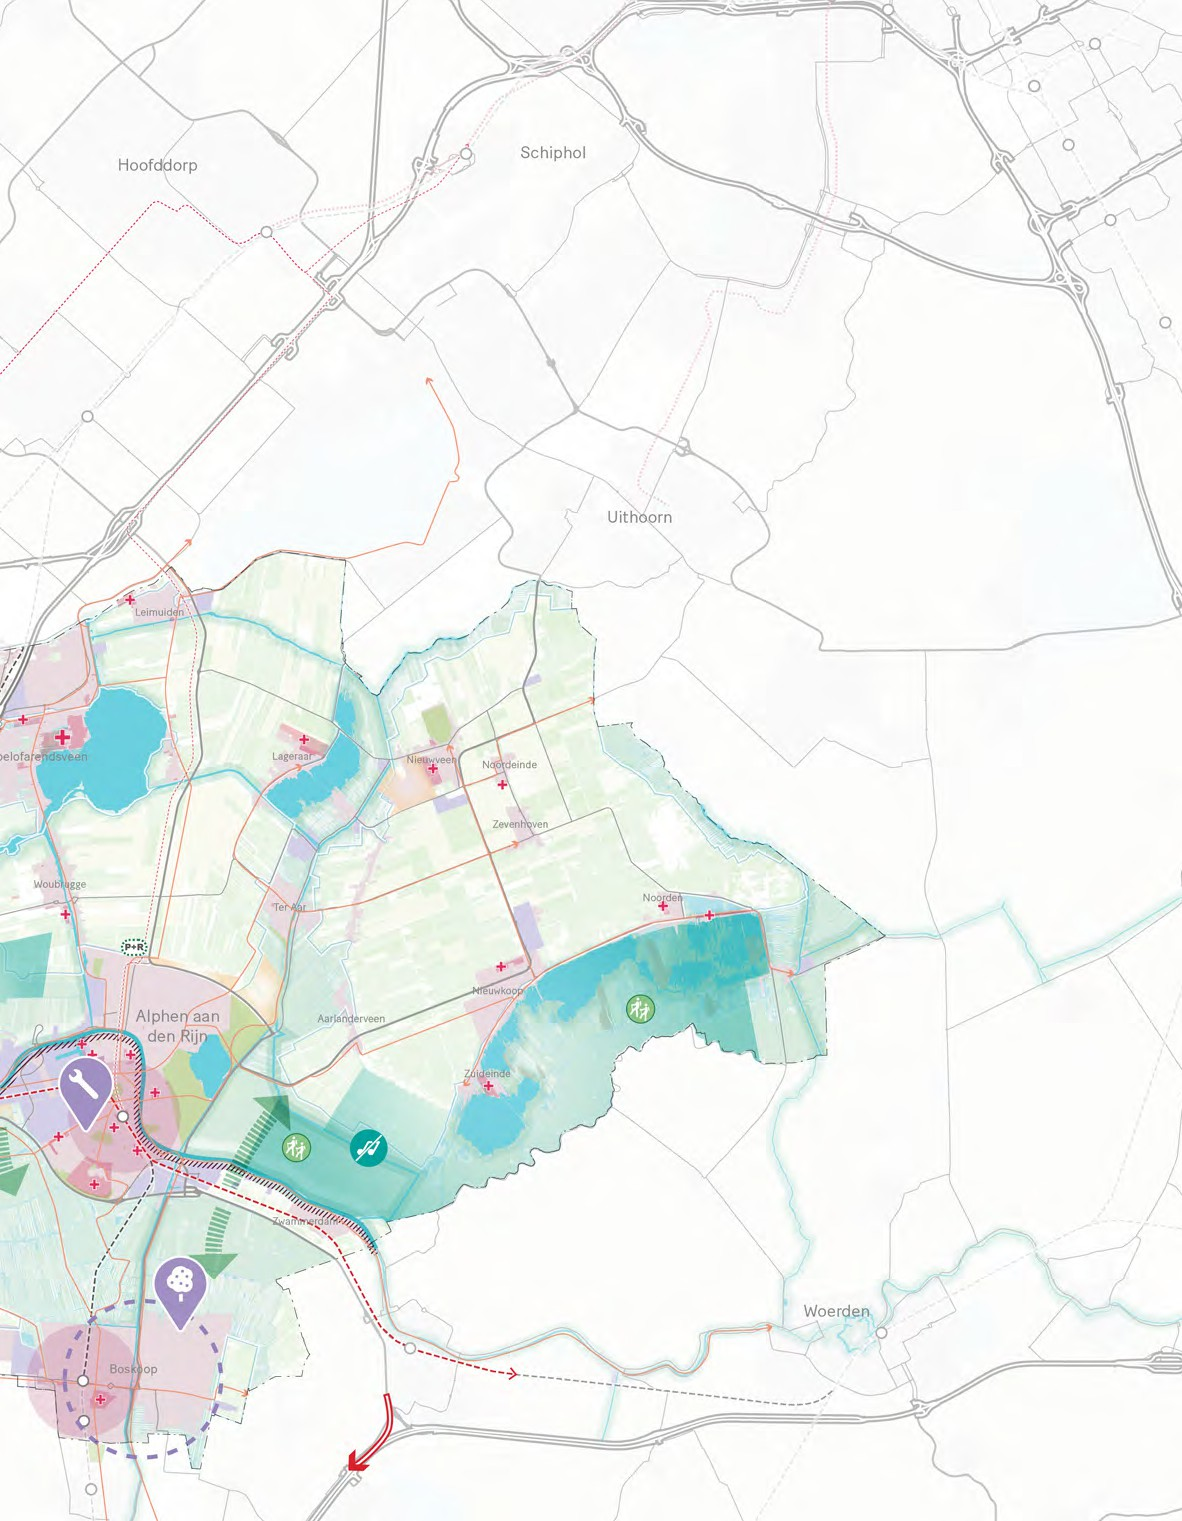 Schiphol
Hoofddorp
Uithoorn
Leimuiden
oelofarendsveen
Lageraar
Nieuwveen
Noordeinde
Zevenhoven
Woubrugge
Noorden
Ter Aar
P+R
Nieuwkoop
Alphen aan
den Rijn
Aarlanderveen
Zuideinde
Zwammerdam
Woerden
Boskoop